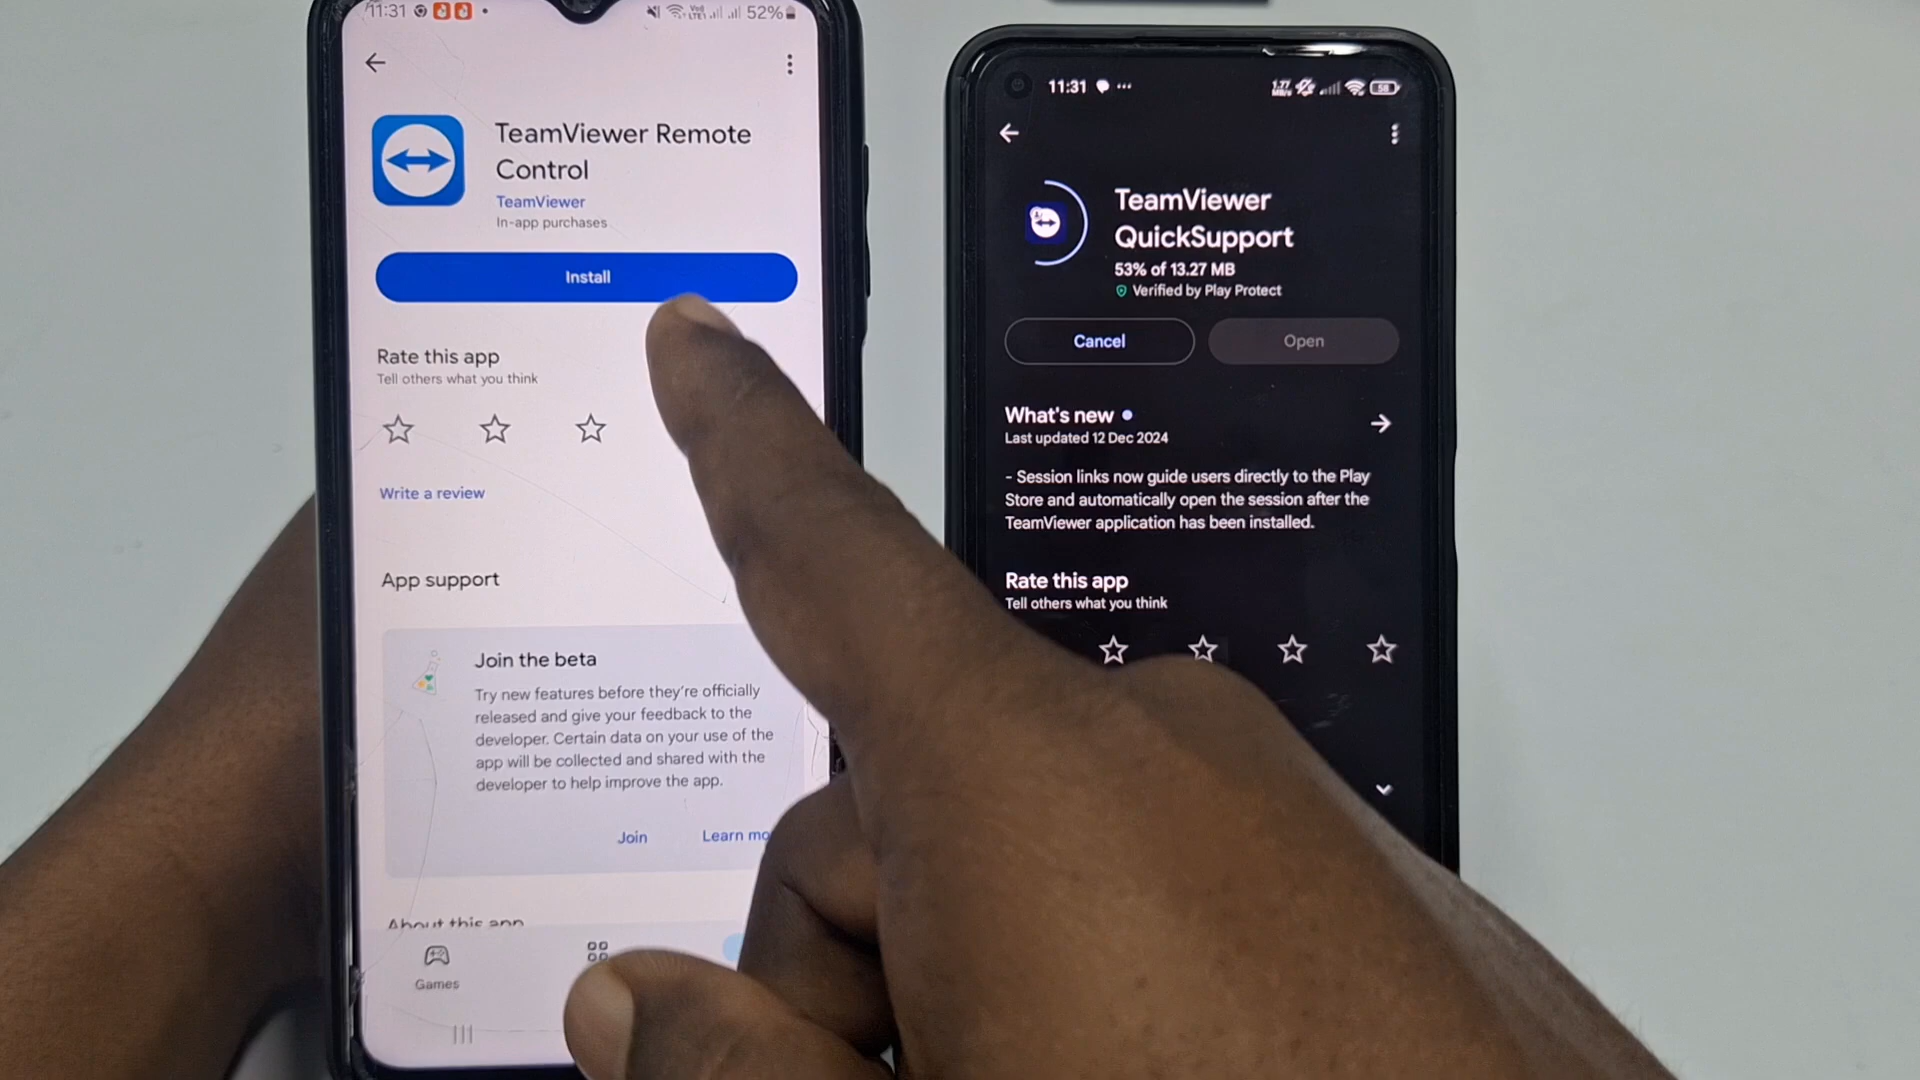 11:31
52%
TeamViewer Remote
Control
TeamViewer
In-app purchases
Install
Rate this app
Tell others what you think
Write a review
App support
Join the beta
Try new features before they're officially
released and give your feedback to the
developer. Certain data on your use of the
app will be collected and shared with the
developer to help improve the app.
Join
Learn mo
About this app
Games
11:31
1.77
58
TeamViewer
QuickSupport
53% of 13.27 MB
Verified by Play Protect
Cancel
Open
What's new
Last updated 12 Dec 2024
- Session links now guide users directly to the Play
Store and automatically open the session after the
TeamViewer application has been installed.
Rate this app
Tell others what you think